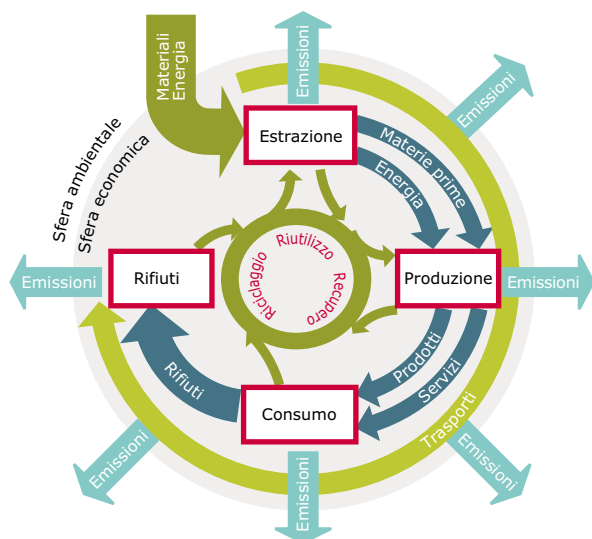 Materiali
Energia
Emissioni
Emissioni
Sfera ambientale
Sfera economica
Estrazione
Materie prime
Energia
Riutilizzo
Riciclaggio
Recupero
Emissioni
Rifiuti
Produzione
Emissioni
Rifiuti
Prodotti
Servizi
Consumo
Trasporti
Emissioni
Emissioni
Emissioni